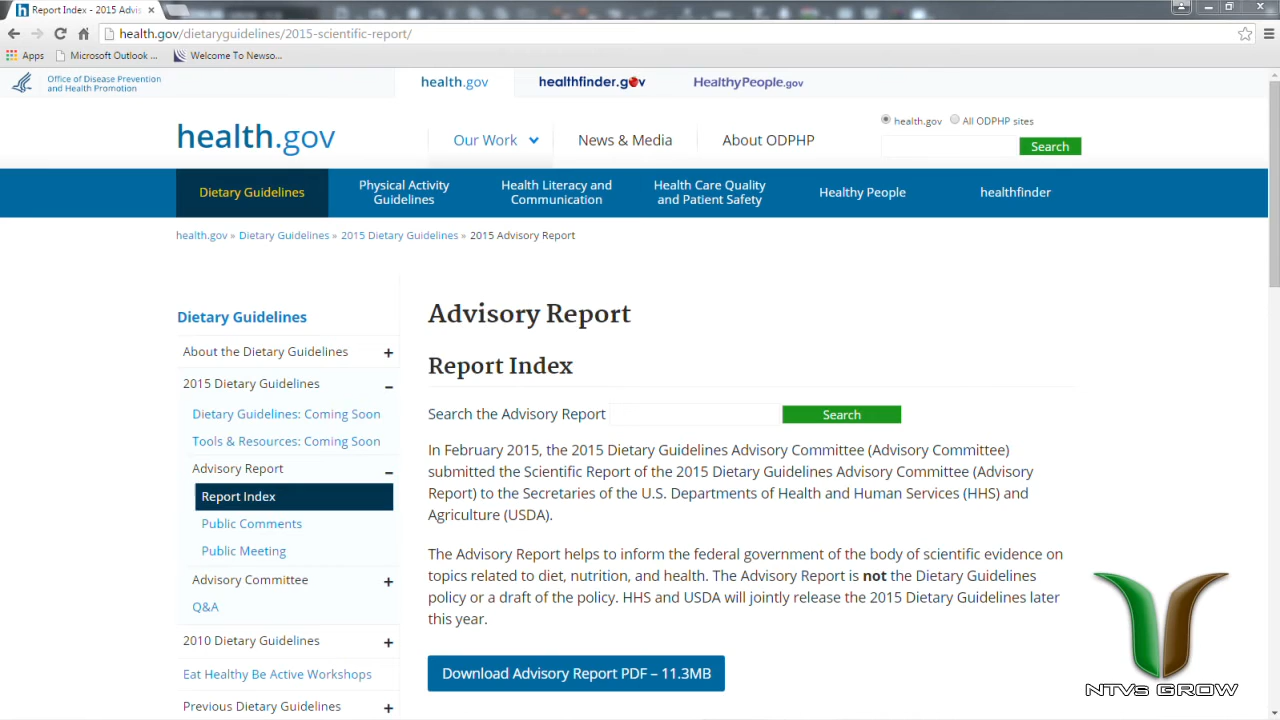 Report Index - 2015 Advis
health.gov/dietaryguidelines/2015-scientific-report/
Apps Microsoft Outlook ... Welcome To Newso...
Office of Disease Prevention
and Health Promotion
health.gov healthfinder.gov HealthyPeople.gov
health.gov
Our Work News & Media About ODPHP
health.gov All ODPHP sites
Search
Dietary Guidelines
Physical Activity
Guidelines
Health Literacy and
Communication
Health Care Quality
and Patient Safety
Healthy People
healthfinder
health.gov » Dietary Guidelines » 2015 Dietary Guidelines » 2015 Advisory Report
Dietary Guidelines
About the Dietary Guidelines +
2015 Dietary Guidelines –
Dietary Guidelines: Coming Soon
Tools & Resources: Coming Soon
Advisory Report –
Report Index
Public Comments
Public Meeting
Advisory Committee +
Q&A
2010 Dietary Guidelines +
Eat Healthy Be Active Workshops
Previous Dietary Guidelines +
Advisory Report
Report Index
Search the Advisory Report Search
In February 2015, the 2015 Dietary Guidelines Advisory Committee (Advisory Committee)
submitted the Scientific Report of the 2015 Dietary Guidelines Advisory Committee (Advisory
Report) to the Secretaries of the U.S. Departments of Health and Human Services (HHS) and
Agriculture (USDA).
The Advisory Report helps to inform the federal government of the body of scientific evidence on
topics related to diet, nutrition, and health. The Advisory Report is not the Dietary Guidelines
policy or a draft of the policy. HHS and USDA will jointly release the 2015 Dietary Guidelines later
this year.
Download Advisory Report PDF – 11.3MB
NTVs GROW